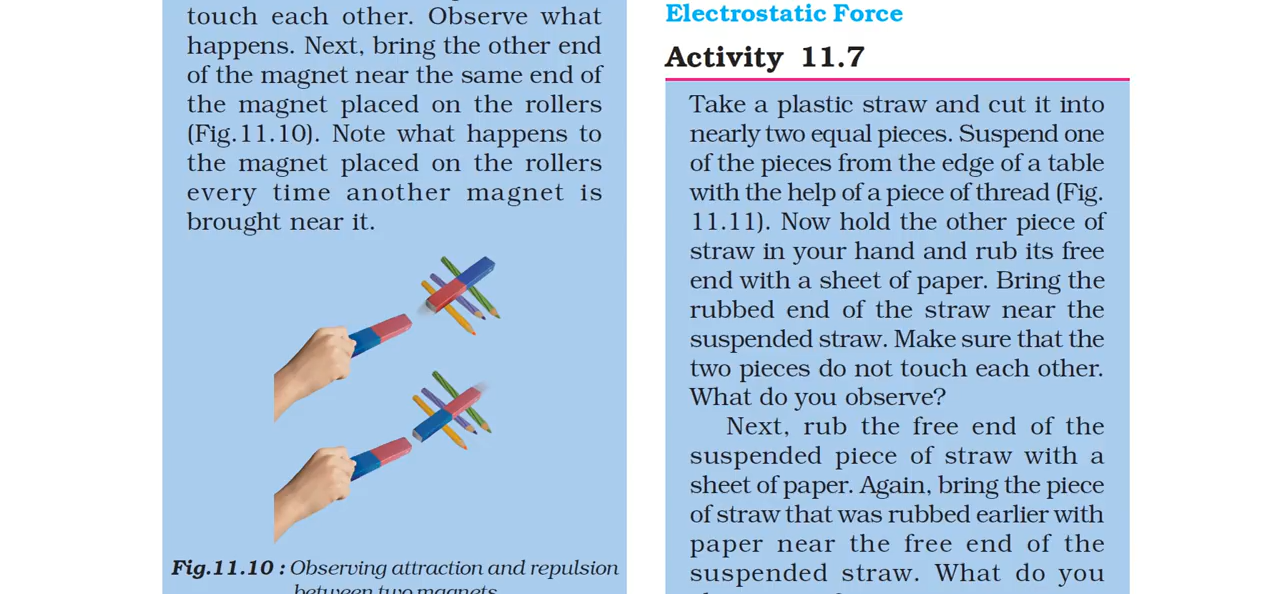 touch each other. Observe what
happens. Next, bring the other end
of the magnet near the same end of
the magnet placed on the rollers
(Fig.11.10). Note what happens to
the magnet placed on the rollers
every time another magnet is
brought near it.
Fig.11.10 : Observing attraction and repulsion
between two magnets
Electrostatic Force
Activity 11.7
Take a plastic straw and cut it into
nearly two equal pieces. Suspend one
of the pieces from the edge of a table
with the help of a piece of thread (Fig.
11.11). Now hold the other piece of
straw in your hand and rub its free
end with a sheet of paper. Bring the
rubbed end of the straw near the
suspended straw. Make sure that the
two pieces do not touch each other.
What do you observe?
Next, rub the free end of the
suspended piece of straw with a
sheet of paper. Again, bring the piece
of straw that was rubbed earlier with
paper near the free end of the
suspended straw. What do you